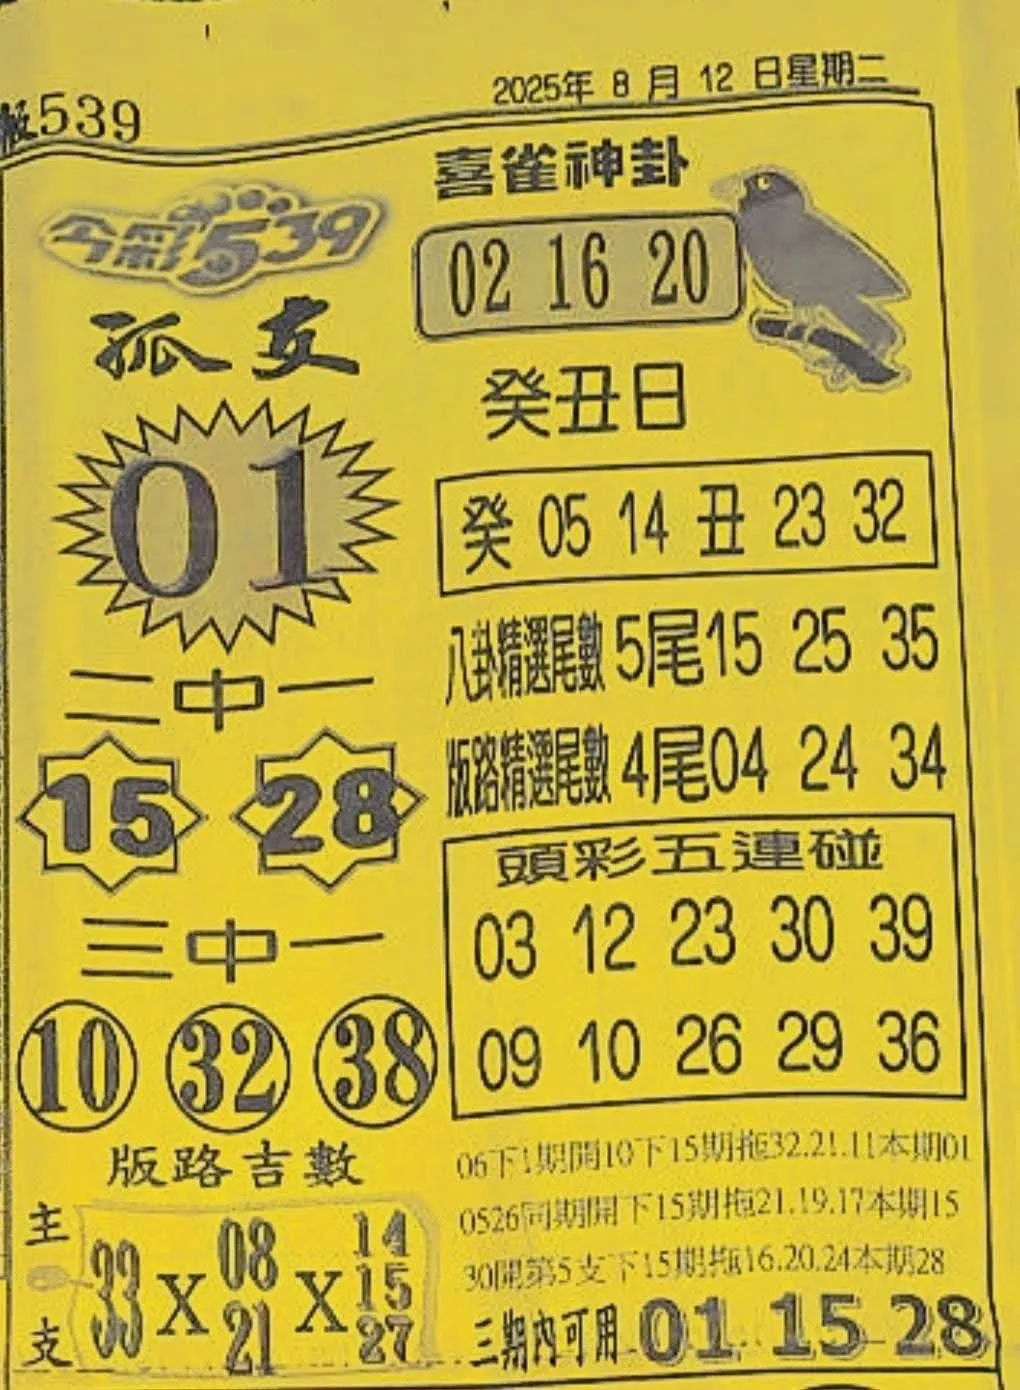 2025年 8 月 12 日星期二
版539
今彩539
孤支
01
二中一
15 28
三中一
10 32 38
版路吉數
主支
33 X 08 21 X 14 15 27
喜雀神卦
02 16 20
癸丑日
癸 05 14 丑 23 32
八卦精選尾數 5尾15 25 35
版路精選尾數 4尾04 24 34
頭彩五連碰
03 12 23 30 39
09 10 26 29 36
06下1期開10下15期拖32.21.11本期01
0526同期開下15期拖21.19.17本期15
30開第5支下15期拖16.20.24本期28
三期內可用 01 15 28